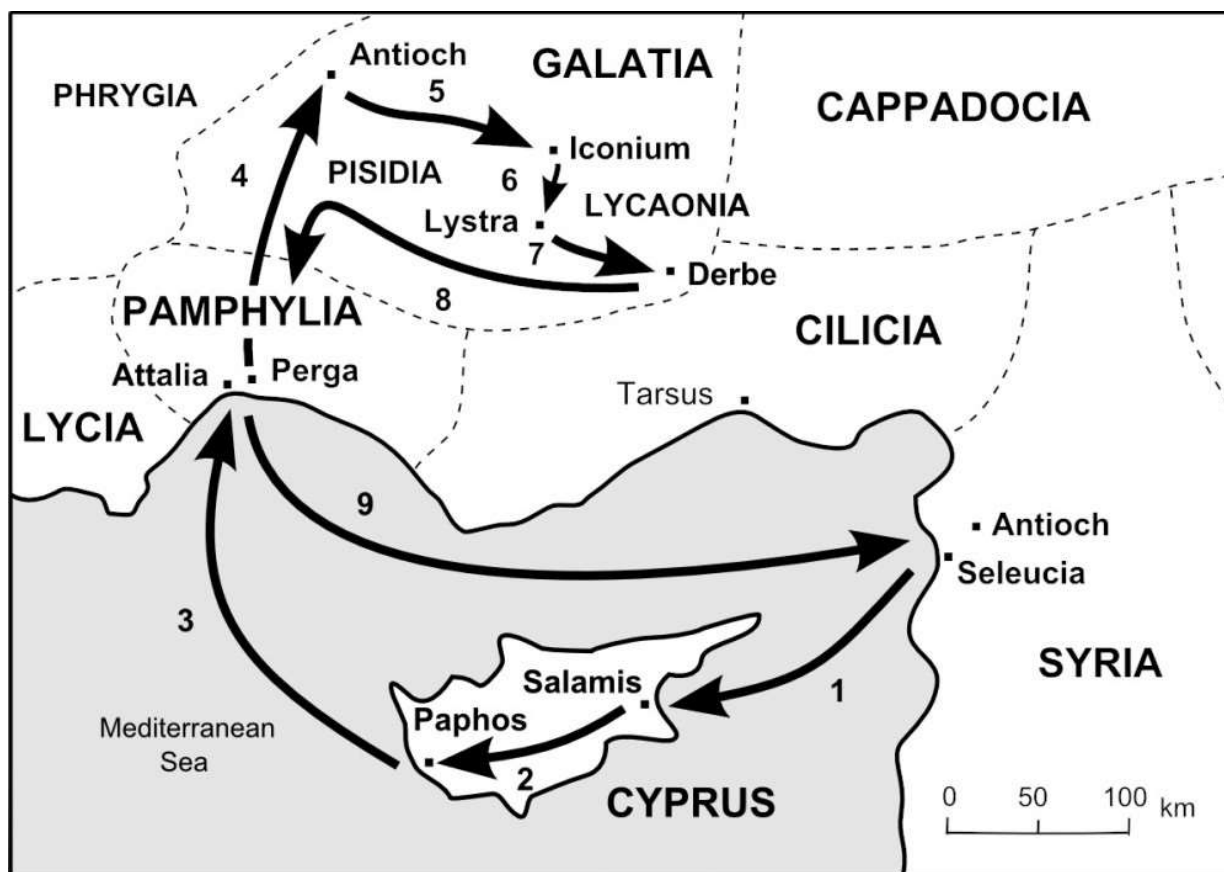 Antioch
GALATIA
5
PHRYGIA
CAPPADOCIA
4
PISIDIA
Iconium
6
LYCAONIA
Lystra
7
Derbe
8
PAMPHYLIA
CILICIA
Attalia
Perga
Tarsus
LYCIA
9
Antioch
Seleucia
3
Salamis
1
SYRIA
Paphos
Mediterranean
Sea
2
CYPRUS
0 50 100 km